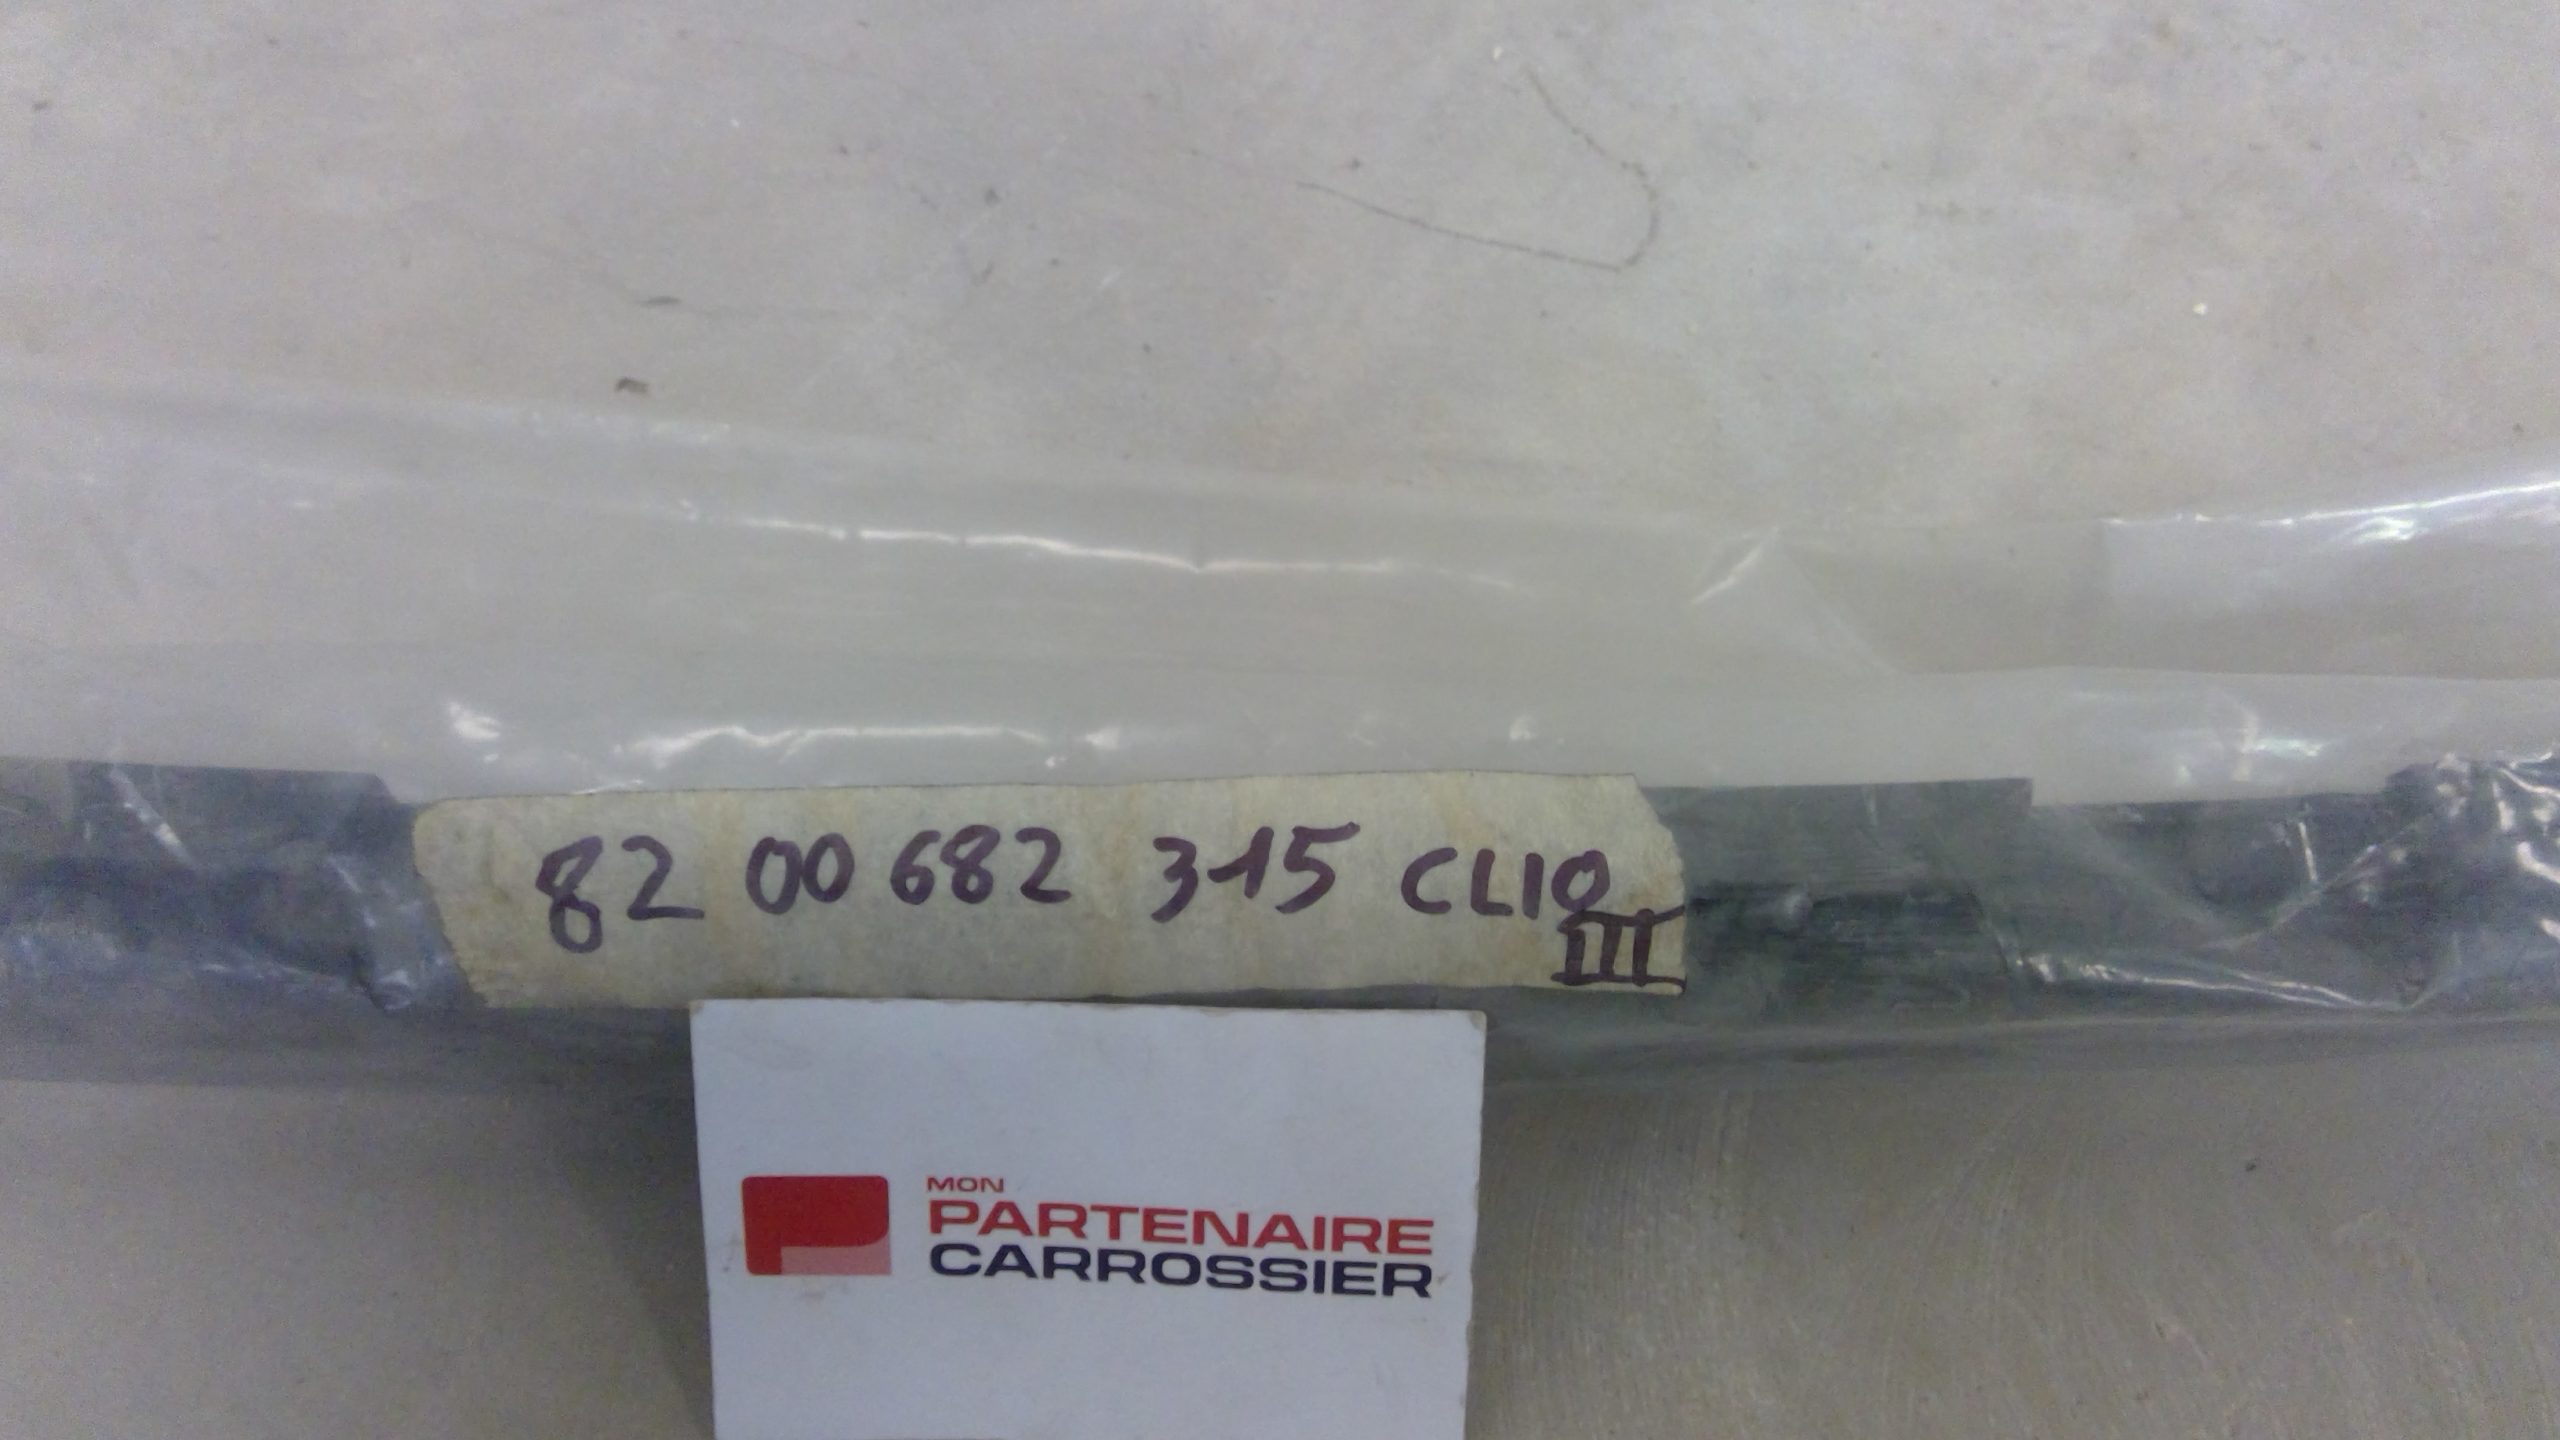 82 00 682 315 CLIO
III
MON
PARTENAIRE
CARROSSIER